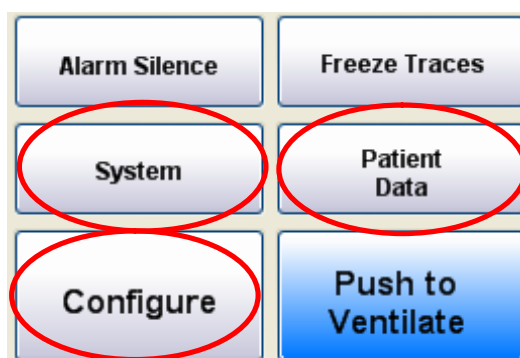 Alarm Silence
Freeze Traces
System
Patient
Data
Configure
Push to
Ventilate